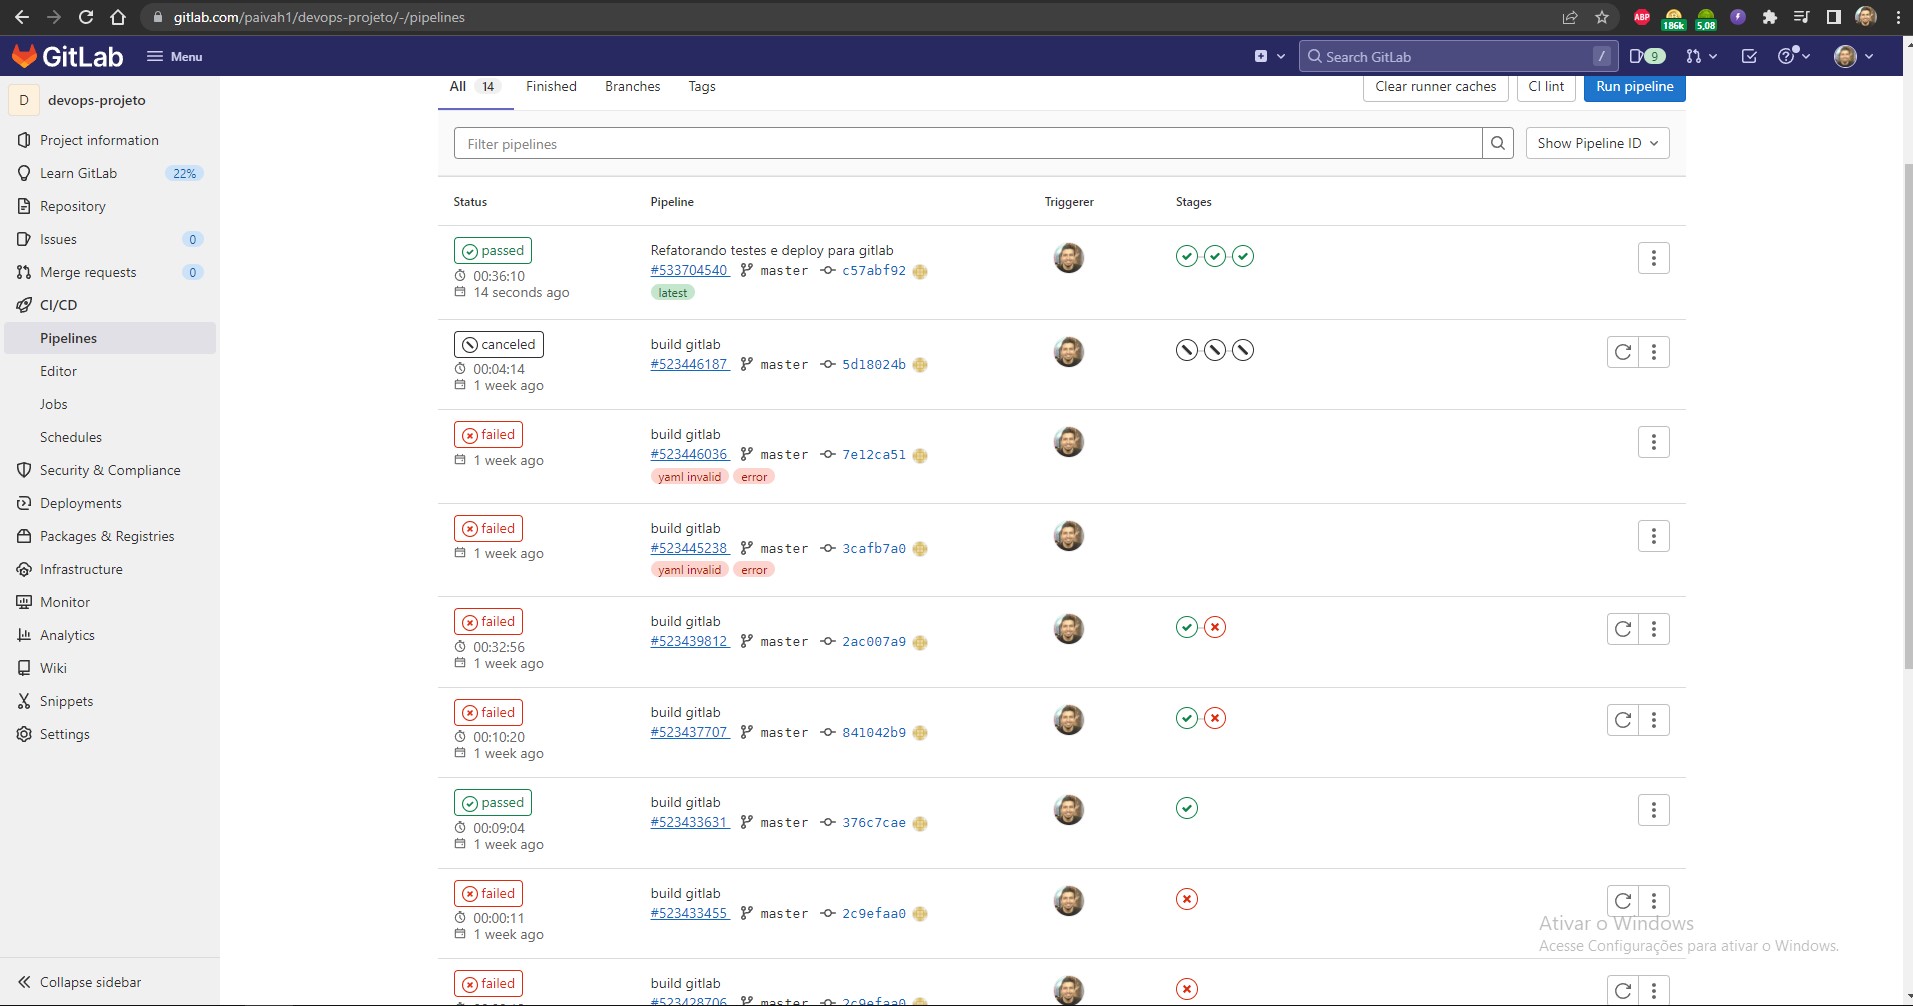 gitlab.com/paivah1/devops-projeto/-/pipelines
ABP
186k
5,08
GitLab
Menu
Search GitLab
/
9
D devops-projeto
Project information
Learn GitLab 22%
Repository
Issues 0
Merge requests 0
CI/CD
Pipelines
Editor
Jobs
Schedules
Security & Compliance
Deployments
Packages & Registries
Infrastructure
Monitor
Analytics
Wiki
Snippets
Settings
Collapse sidebar
All 14 Finished Branches Tags Clear runner caches CI lint Run pipeline
Filter pipelines Show Pipeline ID
Status Pipeline Triggerer Stages
passed Refatorando testes e deploy para gitlab
00:36:10 #533704540 master c57abf92
14 seconds ago latest
canceled build gitlab
00:04:14 #523446187 master 5d18024b
1 week ago
failed build gitlab
1 week ago #523446036 master 7e12ca51
yaml invalid error
failed build gitlab
1 week ago #523445238 master 3cafb7a0
yaml invalid error
failed build gitlab
00:32:56 #523439812 master 2ac007a9
1 week ago
failed build gitlab
00:10:20 #523437707 master 841042b9
1 week ago
passed build gitlab
00:09:04 #523433631 master 376c7cae
1 week ago
failed build gitlab
00:00:11 #523433455 master 2c9efaa0
1 week ago
failed build gitlab
#523428706 master 2c9efaa0
Ativar o Windows
Acesse Configurações para ativar o Windows.